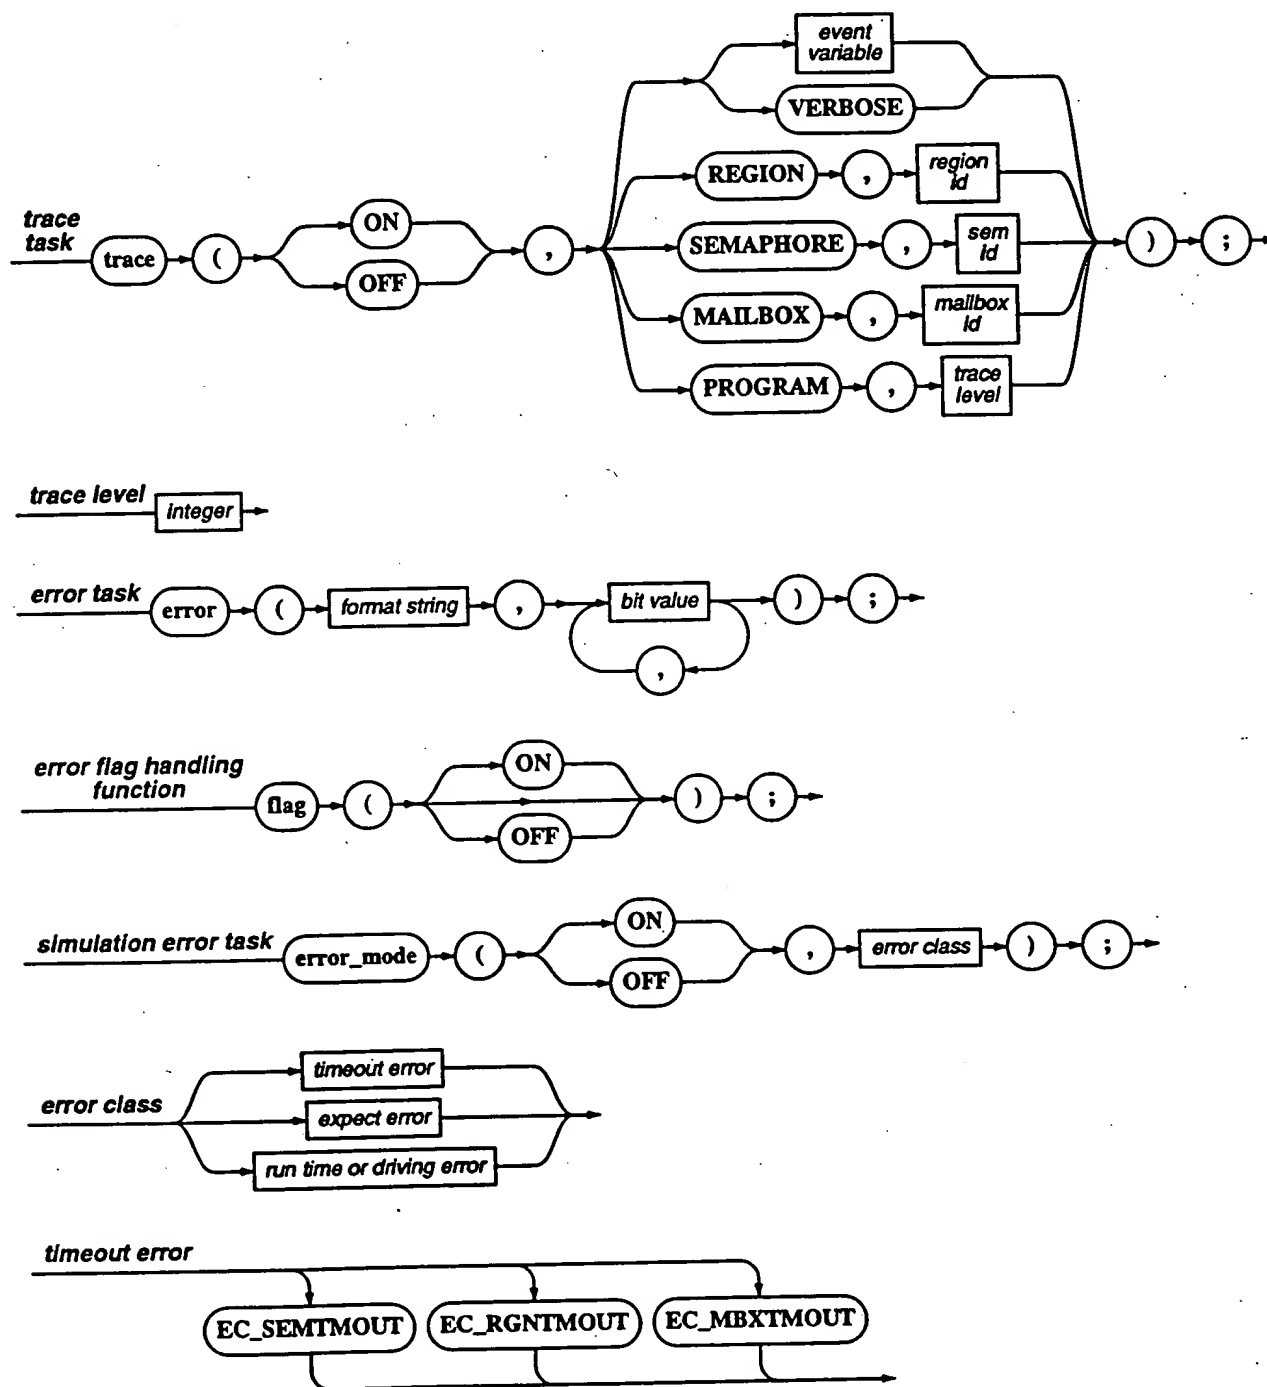 trace
task
trace ( ON OFF ,
event
variable
VERBOSE
REGION , region
id
SEMAPHORE , sem
id
MAILBOX , mailbox
id
PROGRAM , trace
level
) ;
trace level integer
error task error ( format string , bit value ) ;
,
error flag handling
function
flag ( ON OFF ) ;
simulation error task error_mode ( ON OFF , error class ) ;
error class
timeout error
expect error
run time or driving error
timeout error
EC_SEMTMOUT EC_RGNTMOUT EC_MBXTMOUT